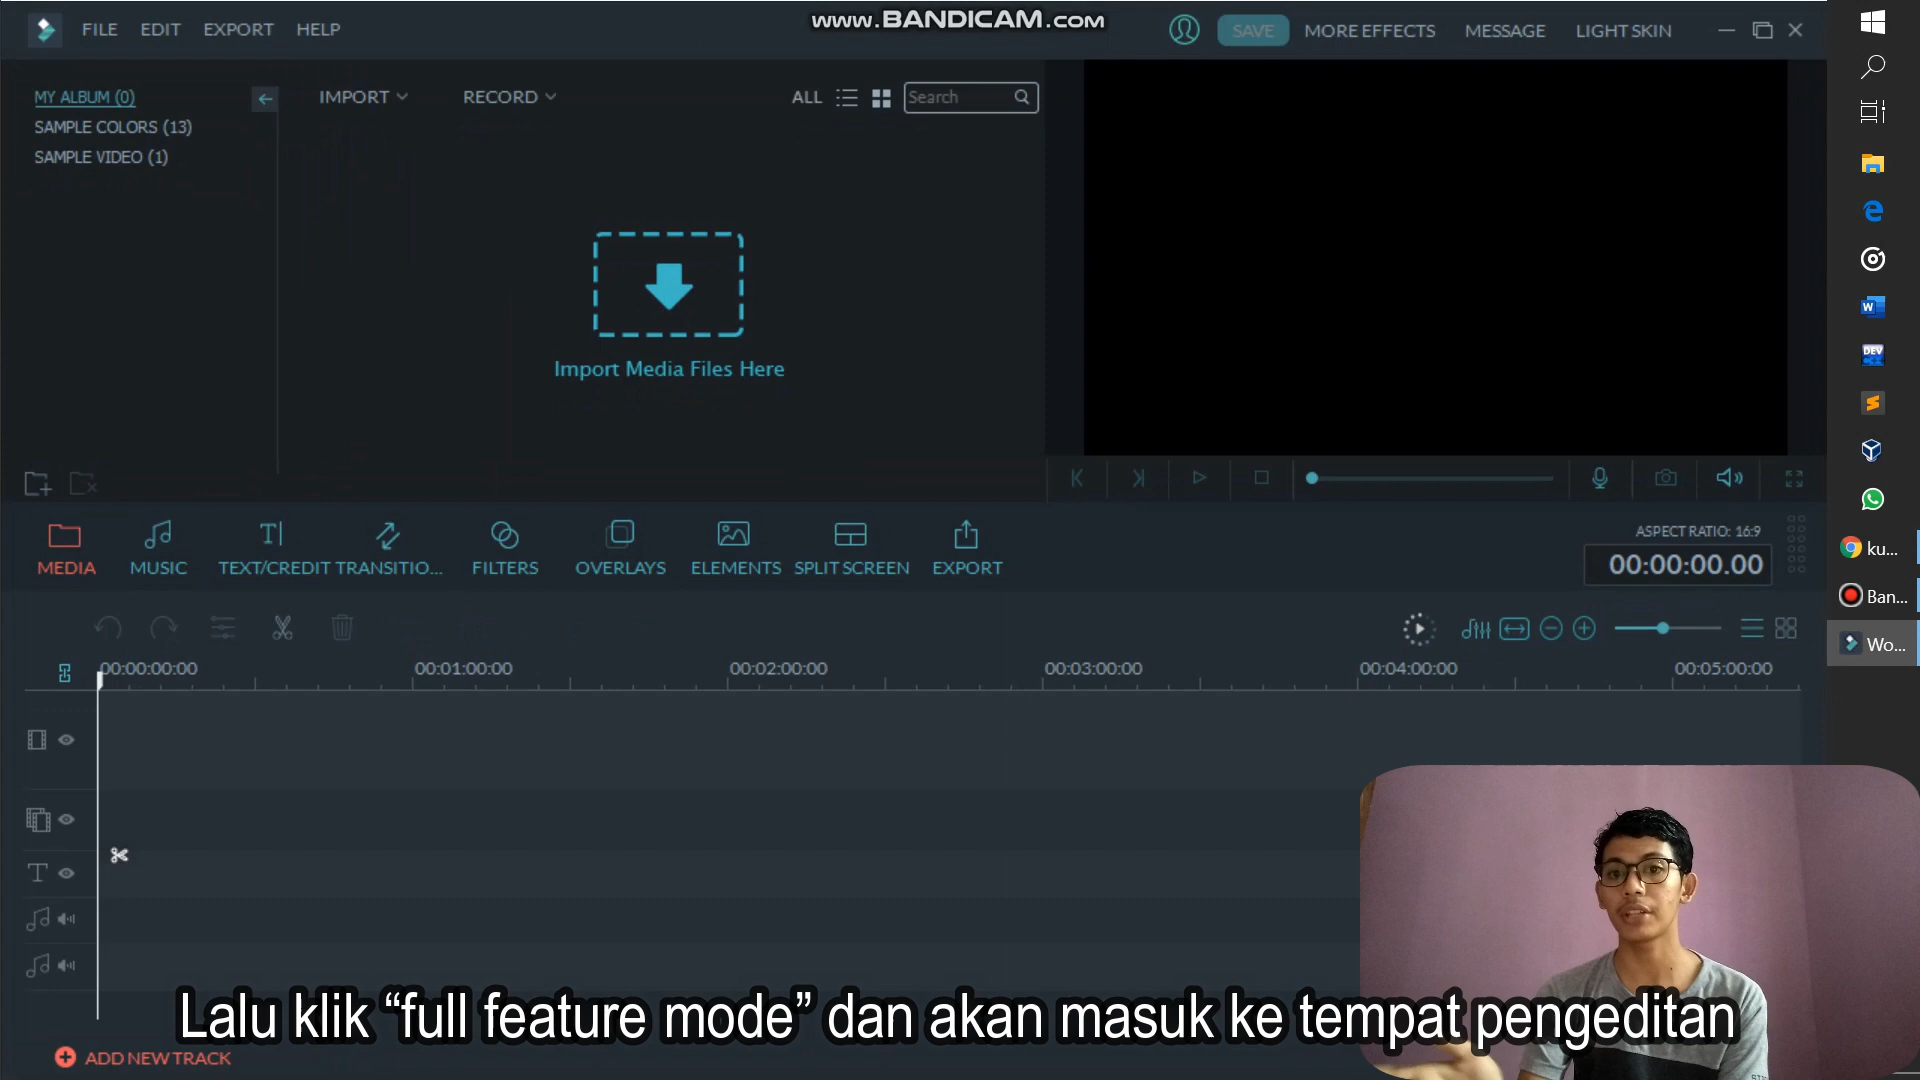 www.BANDICAM.com
FILE EDIT EXPORT HELP
SAVE MORE EFFECTS MESSAGE LIGHT SKIN
MY ALBUM (0)
SAMPLE COLORS (13)
SAMPLE VIDEO (1)
IMPORT RECORD ALL Search
Import Media Files Here
MEDIA MUSIC TEXT/CREDIT TRANSITIO... FILTERS OVERLAYS ELEMENTS SPLIT SCREEN EXPORT
ASPECT RATIO: 16:9
00:00:00.00
00:00:00:00 00:01:00:00 00:02:00:00 00:03:00:00 00:04:00:00 00:05:00:00
Lalu klik “full feature mode” dan akan masuk ke tempat pengeditan
ADD NEW TRACK
W
DEV
C++
ku...
Ban...
Wo...